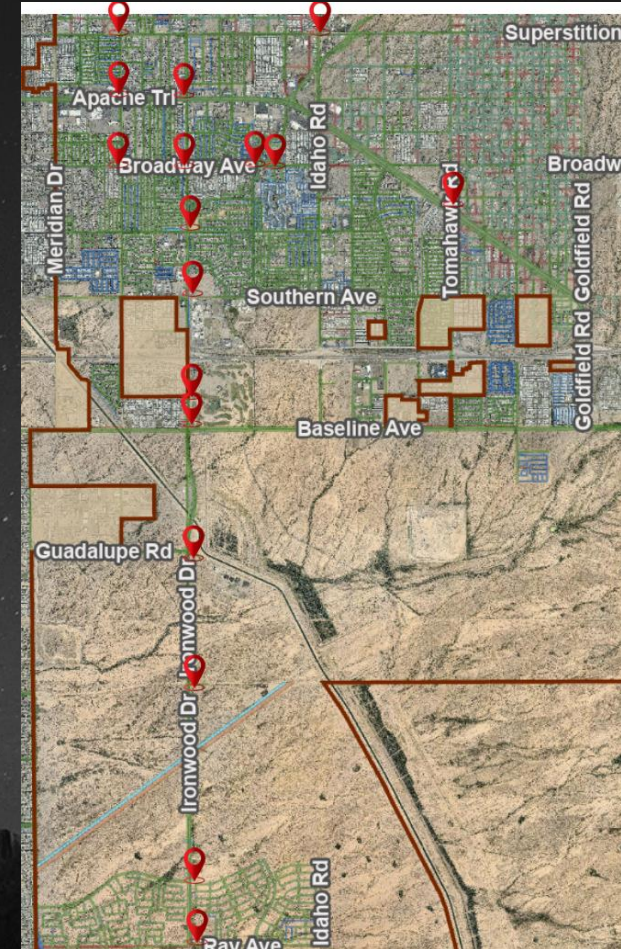 Superstition
Apache Trl
Idaho Rd
Broadway Ave
Broadw
Meridian Dr
Tomahawk Rd
Goldfield Rd
Southern Ave
Goldfield Rd
Baseline Ave
Guadalupe Rd
Ironwood Dr
Ironwood Dr
Idaho Rd
Ray Ave